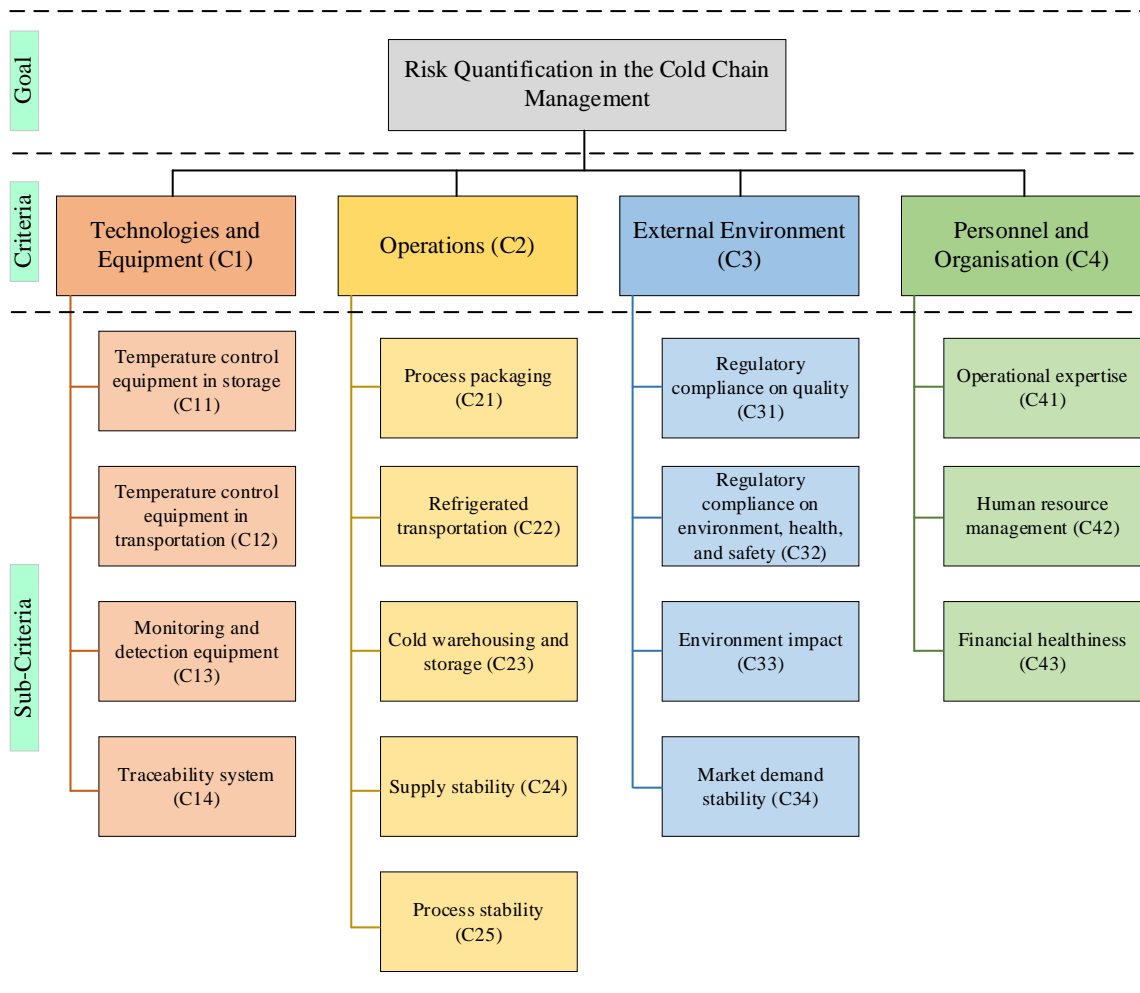 Goal
Risk Quantification in the Cold Chain
Management
Criteria
Technologies and
Equipment (C1)
Operations (C2)
External Environment
(C3)
Personnel and
Organisation (C4)
Sub-Criteria
Temperature control
equipment in storage
(C11)
Temperature control
equipment in
transportation (C12)
Monitoring and
detection equipment
(C13)
Traceability system
(C14)
Process packaging
(C21)
Refrigerated
transportation (C22)
Cold warehousing and
storage (C23)
Supply stability (C24)
Process stability
(C25)
Regulatory
compliance on quality
(C31)
Regulatory
compliance on
environment, health,
and safety (C32)
Environment impact
(C33)
Market demand
stability (C34)
Operational expertise
(C41)
Human resource
management (C42)
Financial healthiness
(C43)